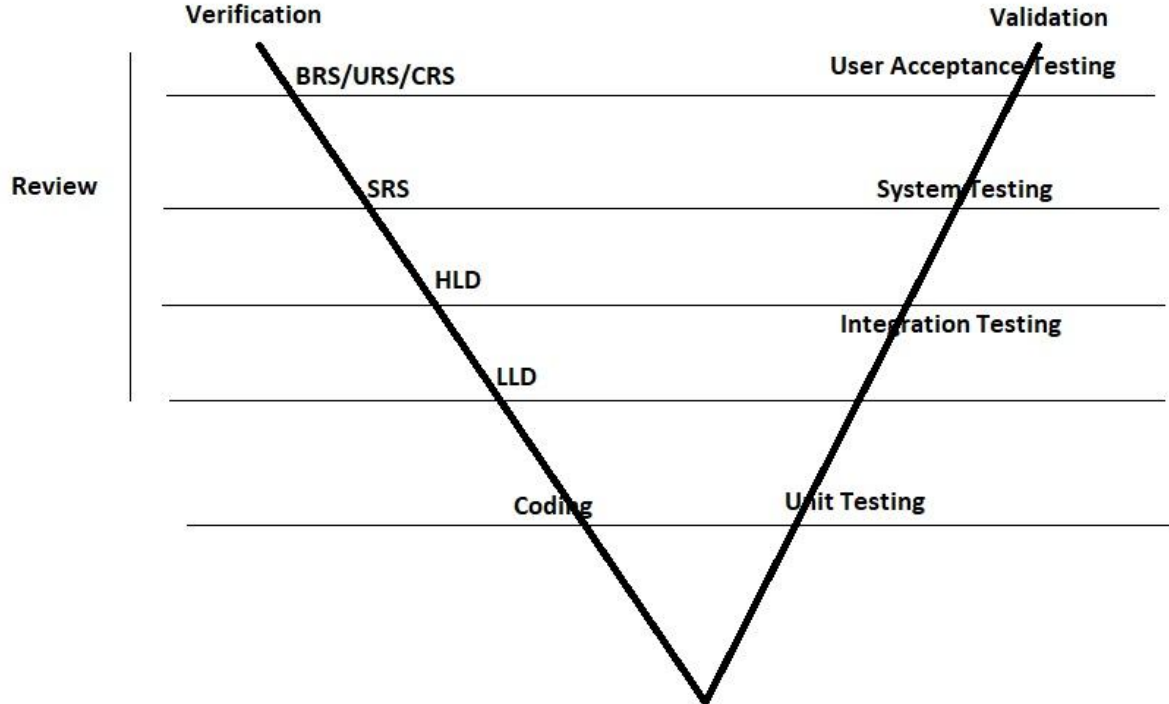 Verification
Validation
BRS/URS/CRS
User Acceptance Testing
Review
SRS
System Testing
HLD
Integration Testing
LLD
Coding
Unit Testing